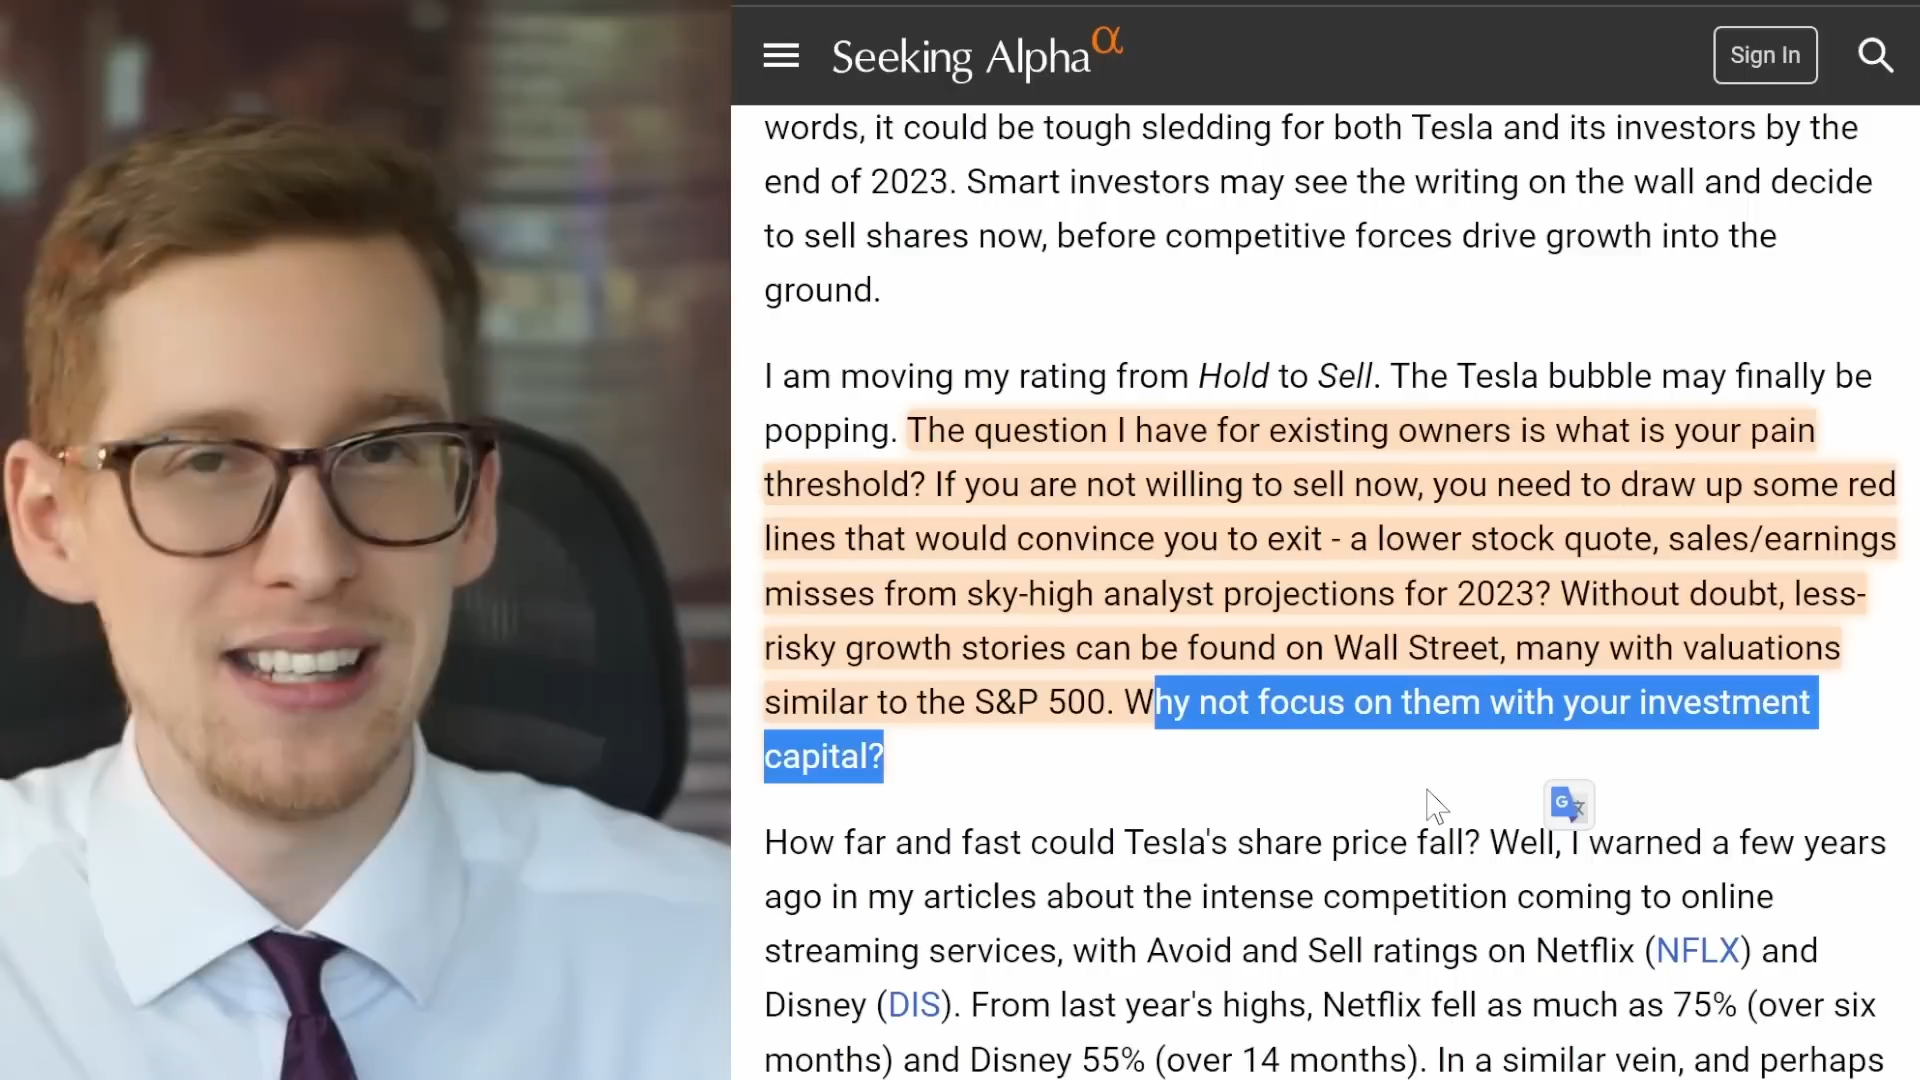 Seeking Alpha α
Sign In
words, it could be tough sledding for both Tesla and its investors by the
end of 2023. Smart investors may see the writing on the wall and decide
to sell shares now, before competitive forces drive growth into the
ground.
I am moving my rating from Hold to Sell. The Tesla bubble may finally be
popping. The question I have for existing owners is what is your pain
threshold? If you are not willing to sell now, you need to draw up some red
lines that would convince you to exit - a lower stock quote, sales/earnings
misses from sky-high analyst projections for 2023? Without doubt, less-
risky growth stories can be found on Wall Street, many with valuations
similar to the S&P 500. Why not focus on them with your investment
capital?
G
How far and fast could Tesla's share price fall? Well, I warned a few years
ago in my articles about the intense competition coming to online
streaming services, with Avoid and Sell ratings on Netflix (NFLX) and
Disney (DIS). From last year's highs, Netflix fell as much as 75% (over six
months) and Disney 55% (over 14 months). In a similar vein, and perhaps